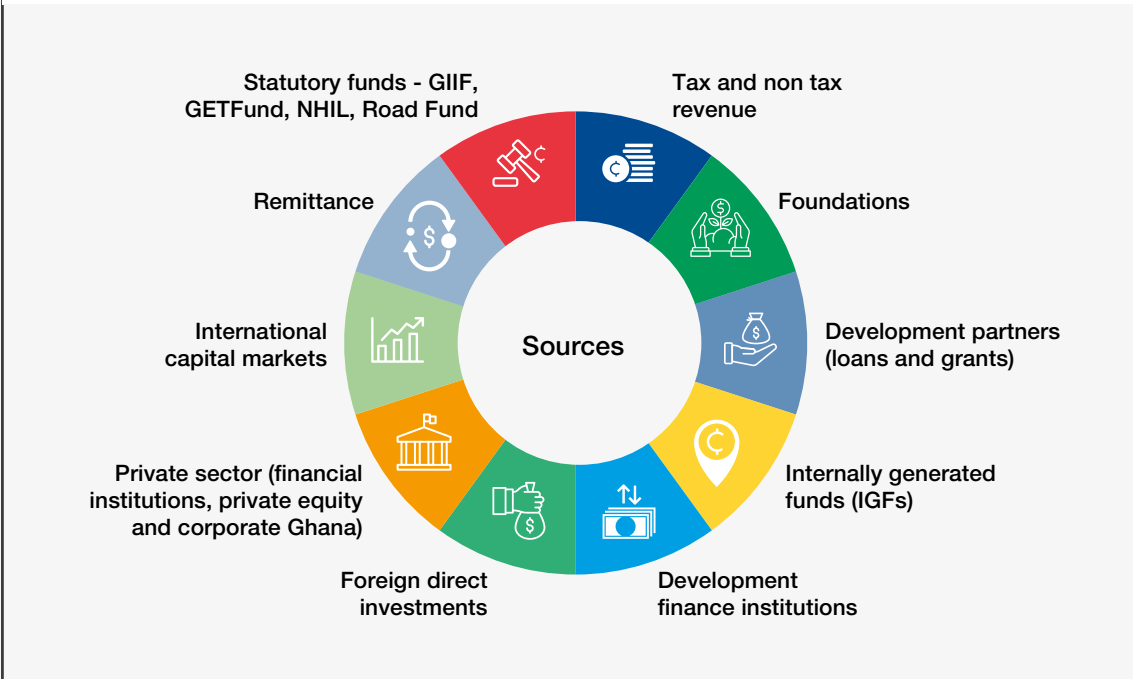 Statutory funds - GIIF,
GETFund, NHIL, Road Fund
Tax and non tax
revenue
Remittance
Foundations
International
capital markets
Sources
Development partners
(loans and grants)
Private sector (financial
institutions, private equity
and corporate Ghana)
Internally generated
funds (IGFs)
Foreign direct
investments
Development
finance institutions